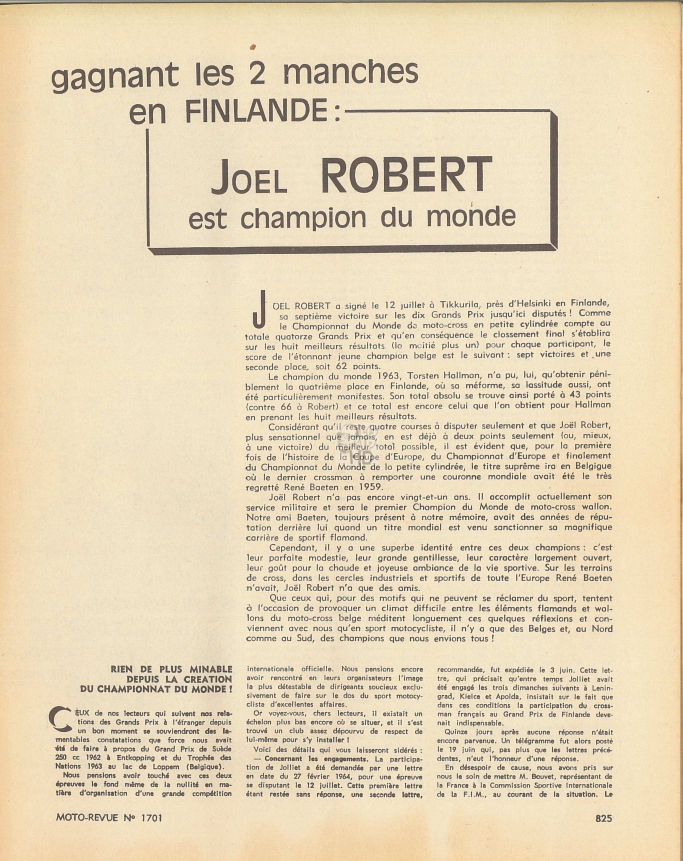 gagnant les 2 manches
en FINLANDE :
JOEL ROBERT
est champion du monde
JOEL ROBERT a signé le 12 juillet à Tikkurila, près d'Helsinki en Finlande,
sa septième victoire sur les dix Grands Prix jusqu'ici disputés ! Comme
le Championnat du Monde de moto-cross en petite cylindrée compte au
totale quatorze Grands Prix et qu'en conséquence le classement final s'établira
sur les huit meilleurs résultats (la moitié plus un) pour chaque participant, le
score de l'étonnant jeune champion belge est le suivant : sept victoires et une
seconde place, soit 62 points.
Le champion du monde 1963, Torsten Hallman, n'a pu, lui, qu'obtenir péni-
blement la quatrième place en Finlande, où sa méforme, sa lassitude aussi, ont
été particulièrement manifestes. Son total absolu se trouve ainsi porté à 43 points
(contre 66 à Robert) et ce total est encore celui que l'on obtient pour Hallman
en prenant les huit meilleurs résultats.
Considérant qu'il reste quatre courses à disputer seulement et que Joël Robert,
plus sensationnel que jamais, en est déjà à deux points seulement (ou, mieux,
à une victoire) du meilleur total possible, il est évident que, pour la première
fois de l'histoire de la Coupe d'Europe, du Championnat d'Europe et finalement
du Championnat du Monde de la petite cylindrée, le titre suprême ira en Belgique
où le dernier crossman à remporter une couronne mondiale avait été le très
regretté René Baeten en 1959.
Joël Robert n'a pas encore vingt-et-un ans. Il accomplit actuellement son
service militaire et sera le premier Champion du Monde de moto-cross wallon.
Notre ami Baeten, toujours présent à notre mémoire, avait des années de répu-
tation derrière lui quand un titre mondial est venu sanctionner sa magnifique
carrière de sportif flamand.
Cependant, il y a une superbe identité entre ces deux champions : c'est
leur parfaite modestie, leur grande gentillesse, leur caractère largement ouvert,
leur goût pour la chaude et joyeuse ambiance de la vie sportive. Sur les terrains
de cross, dans les cercles industriels et sportifs de toute l'Europe René Baeten
n'avait, Joël Robert n'a que des amis.
Que ceux qui, pour des motifs qui ne peuvent se réclamer du sport, tentent
à l'occasion de provoquer un climat difficile entre les éléments flamands et wal-
lons du moto-cross belge méditent longuement ces quelques réflexions et con-
viennent avec nous qu'en sport motocycliste, il n'y a que des Belges et, au Nord
comme au Sud, des champions que nous envions tous !
RIEN DE PLUS MINABLE
DEPUIS LA CREATION
DU CHAMPIONNAT DU MONDE !
CEUX de nos lecteurs qui suivent nos rela-
tions des Grands Prix à l'étranger depuis
un bon moment se souviendront des la-
mentables constatations que force nous avait
été de faire à propos du Grand Prix de Suède
250 cc 1962 à Enkopping et du Trophée des
Nations 1963 au lac de Loppem (Belgique).
Nous pensions avoir touché avec ces deux
épreuves le fond même de la nullité en ma-
tière d'organisation d'une grande compétition
internationale officielle. Nous pensions encore
avoir rencontré en leurs organisateurs l'image
la plus détestable de dirigeants soucieux exclu-
sivement de faire sur le dos du sport motocy-
cliste d'excellentes affaires.
Or voyez-vous, chers lecteurs, il existait un
échelon plus bas encore où se situer, et il s'est
trouvé un club assez dépourvu de respect de
lui-même pour s'y installer !
Voici des détails qui vous laisseront sidérés :
— Concernant les engagements. La participa-
tion de Jolliet a été demandée par une lettre
en date du 27 février 1964, pour une épreuve
se disputant le 12 juillet. Cette première lettre
étant restée sans réponse, une seconde lettre,
recommandée, fut expédiée le 3 juin. Cette let-
tre, qui précisait qu'entre temps Jolliet avait
été engagé les trois dimanches suivants à Lenin-
grad, Kielce et Apolda, insistait sur le fait que
dans ces conditions la participation du cross-
man français au Grand Prix de Finlande deve-
nait indispensable.
Quinze jours après aucune réponse n'était
encore parvenue. Un télégramme fut alors posté
le 19 juin qui, pas plus que les lettres précé-
dentes, n'eut l'honneur d'une réponse.
En désespoir de cause, nous avons pris sur
nous le soin de mettre M. Bouvet, représentant de
la France à la Commission Sportive Internationale
de la F.I.M., au courant de la situation. Le
MOTO-REVUE Nº 1701
825